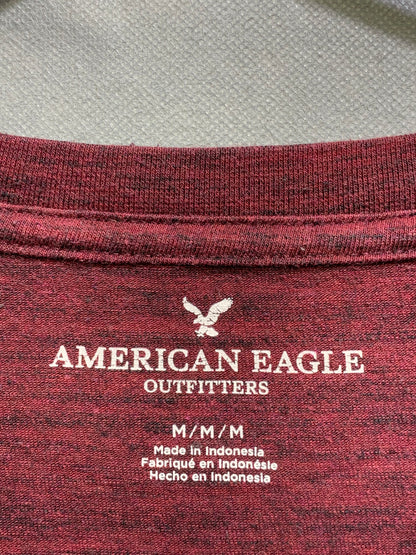 AMERICAN EAGLE
OUTFITTERS
M/M/M
Made in Indonesia
Fabriqué en Indonésie
Hecho en Indonesia